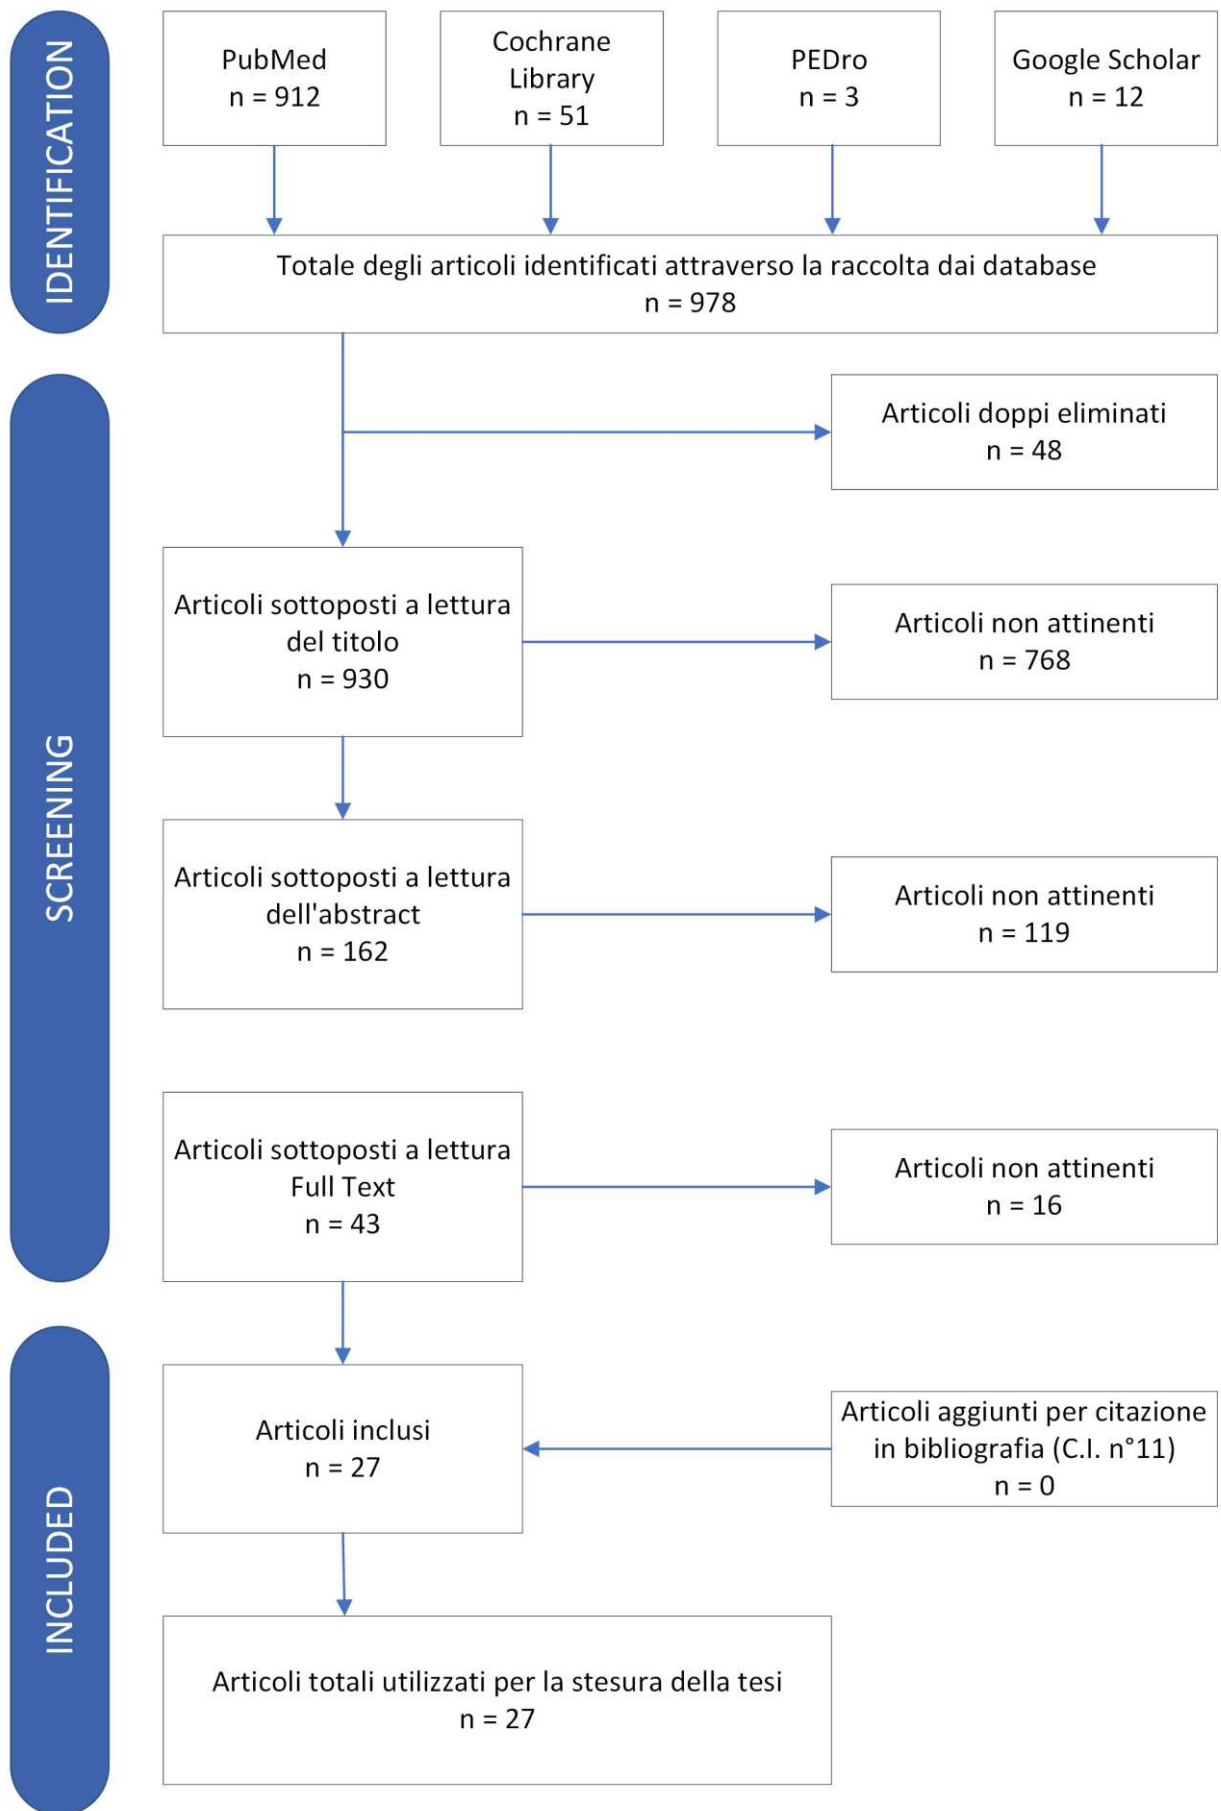 IDENTIFICATION
PubMed
n = 912
Cochrane
Library
n = 51
PEDro
n = 3
Google Scholar
n = 12
Totale degli articoli identificati attraverso la raccolta dai database
n = 978
SCREENING
Articoli doppi eliminati
n = 48
Articoli sottoposti a lettura
del titolo
n = 930
Articoli non attinenti
n = 768
Articoli sottoposti a lettura
dell'abstract
n = 162
Articoli non attinenti
n = 119
Articoli sottoposti a lettura
Full Text
n = 43
Articoli non attinenti
n = 16
INCLUDED
Articoli inclusi
n = 27
Articoli aggiunti per citazione
in bibliografia (C.I. n°11)
n = 0
Articoli totali utilizzati per la stesura della tesi
n = 27